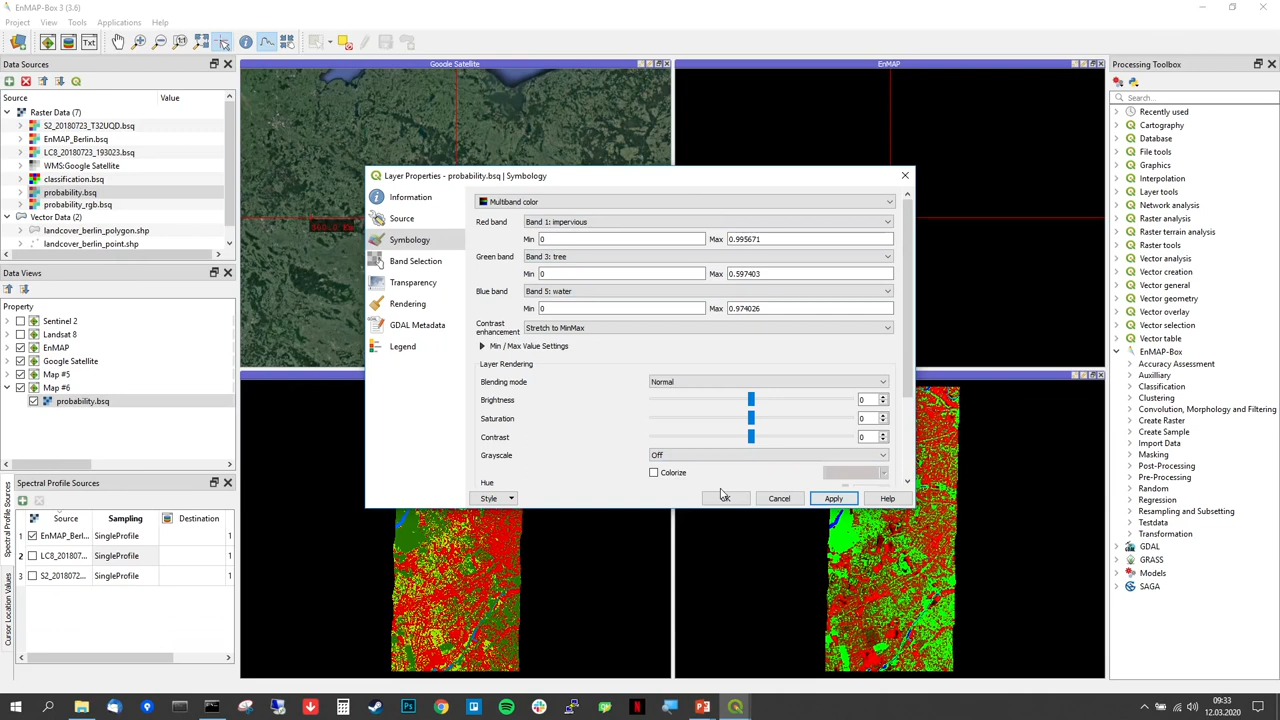 EnMAP-Box 3 (3.6)
Project View Tools Applications Help
Txt
Data Sources
Source Value
Raster Data (7)
S2_20180723_T32UQD.bsq
EnMAP_Berlin.bsq
LC8_20180723_193023.bsq
WMS:Google Satellite
classification.bsq
probability.bsq
probability_rgb.bsq
Vector Data (2)
landcover_berlin_polygon.shp
landcover_berlin_point.shp
Data Views
Property
Sentinel 2
Landsat 8
EnMAP
Google Satellite
Map #5
Map #6
probability.bsq
Spectral Profile Sources
Source Sampling Destination
1 EnMAP_Berl... SingleProfile 1
2 LC8_201807... SingleProfile 1
3 S2_2018072... SingleProfile 1
Spectral Profile Sources
Cursor Location Values
Google Satellite
EnMAP
Layer Properties - probability.bsq | Symbology
Information
Source
Symbology
Band Selection
Transparency
Rendering
GDAL Metadata
Legend
Multiband color
Red band Band 1: impervious
Min 0 Max 0.995671
Green band Band 3: tree
Min 0 Max 0.597403
Blue band Band 5: water
Min 0 Max 0.974026
Contrast
enhancement Stretch to MinMax
Min / Max Value Settings
Layer Rendering
Blending mode Normal
Brightness 0
Saturation 0
Contrast 0
Grayscale Off
Colorize
Hue
Style OK Cancel Apply Help
Processing Toolbox
Search...
Recently used
Cartography
Database
File tools
Graphics
Interpolation
Layer tools
Network analysis
Raster analysis
Raster terrain analysis
Raster tools
Vector analysis
Vector creation
Vector general
Vector geometry
Vector overlay
Vector selection
Vector table
EnMAP-Box
Accuracy Assessment
Auxilliary
Classification
Clustering
Convolution, Morphology and Filtering
Create Raster
Create Sample
Import Data
Masking
Post-Processing
Pre-Processing
Random
Regression
Resampling and Subsetting
Testdata
Transformation
GDAL
GRASS
Models
SAGA
09:33
12.03.2020